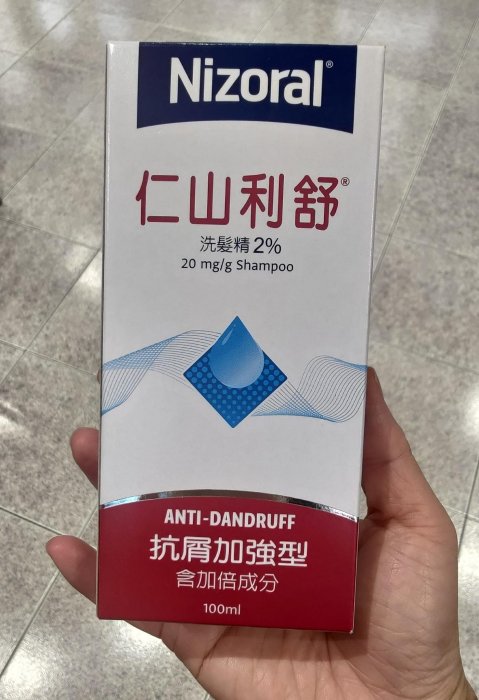 Nizoral®
仁山利舒®
洗髮精 2%
20 mg/g Shampoo
ANTI-DANDRUFF
抗屑加強型
含加倍成分
100ml